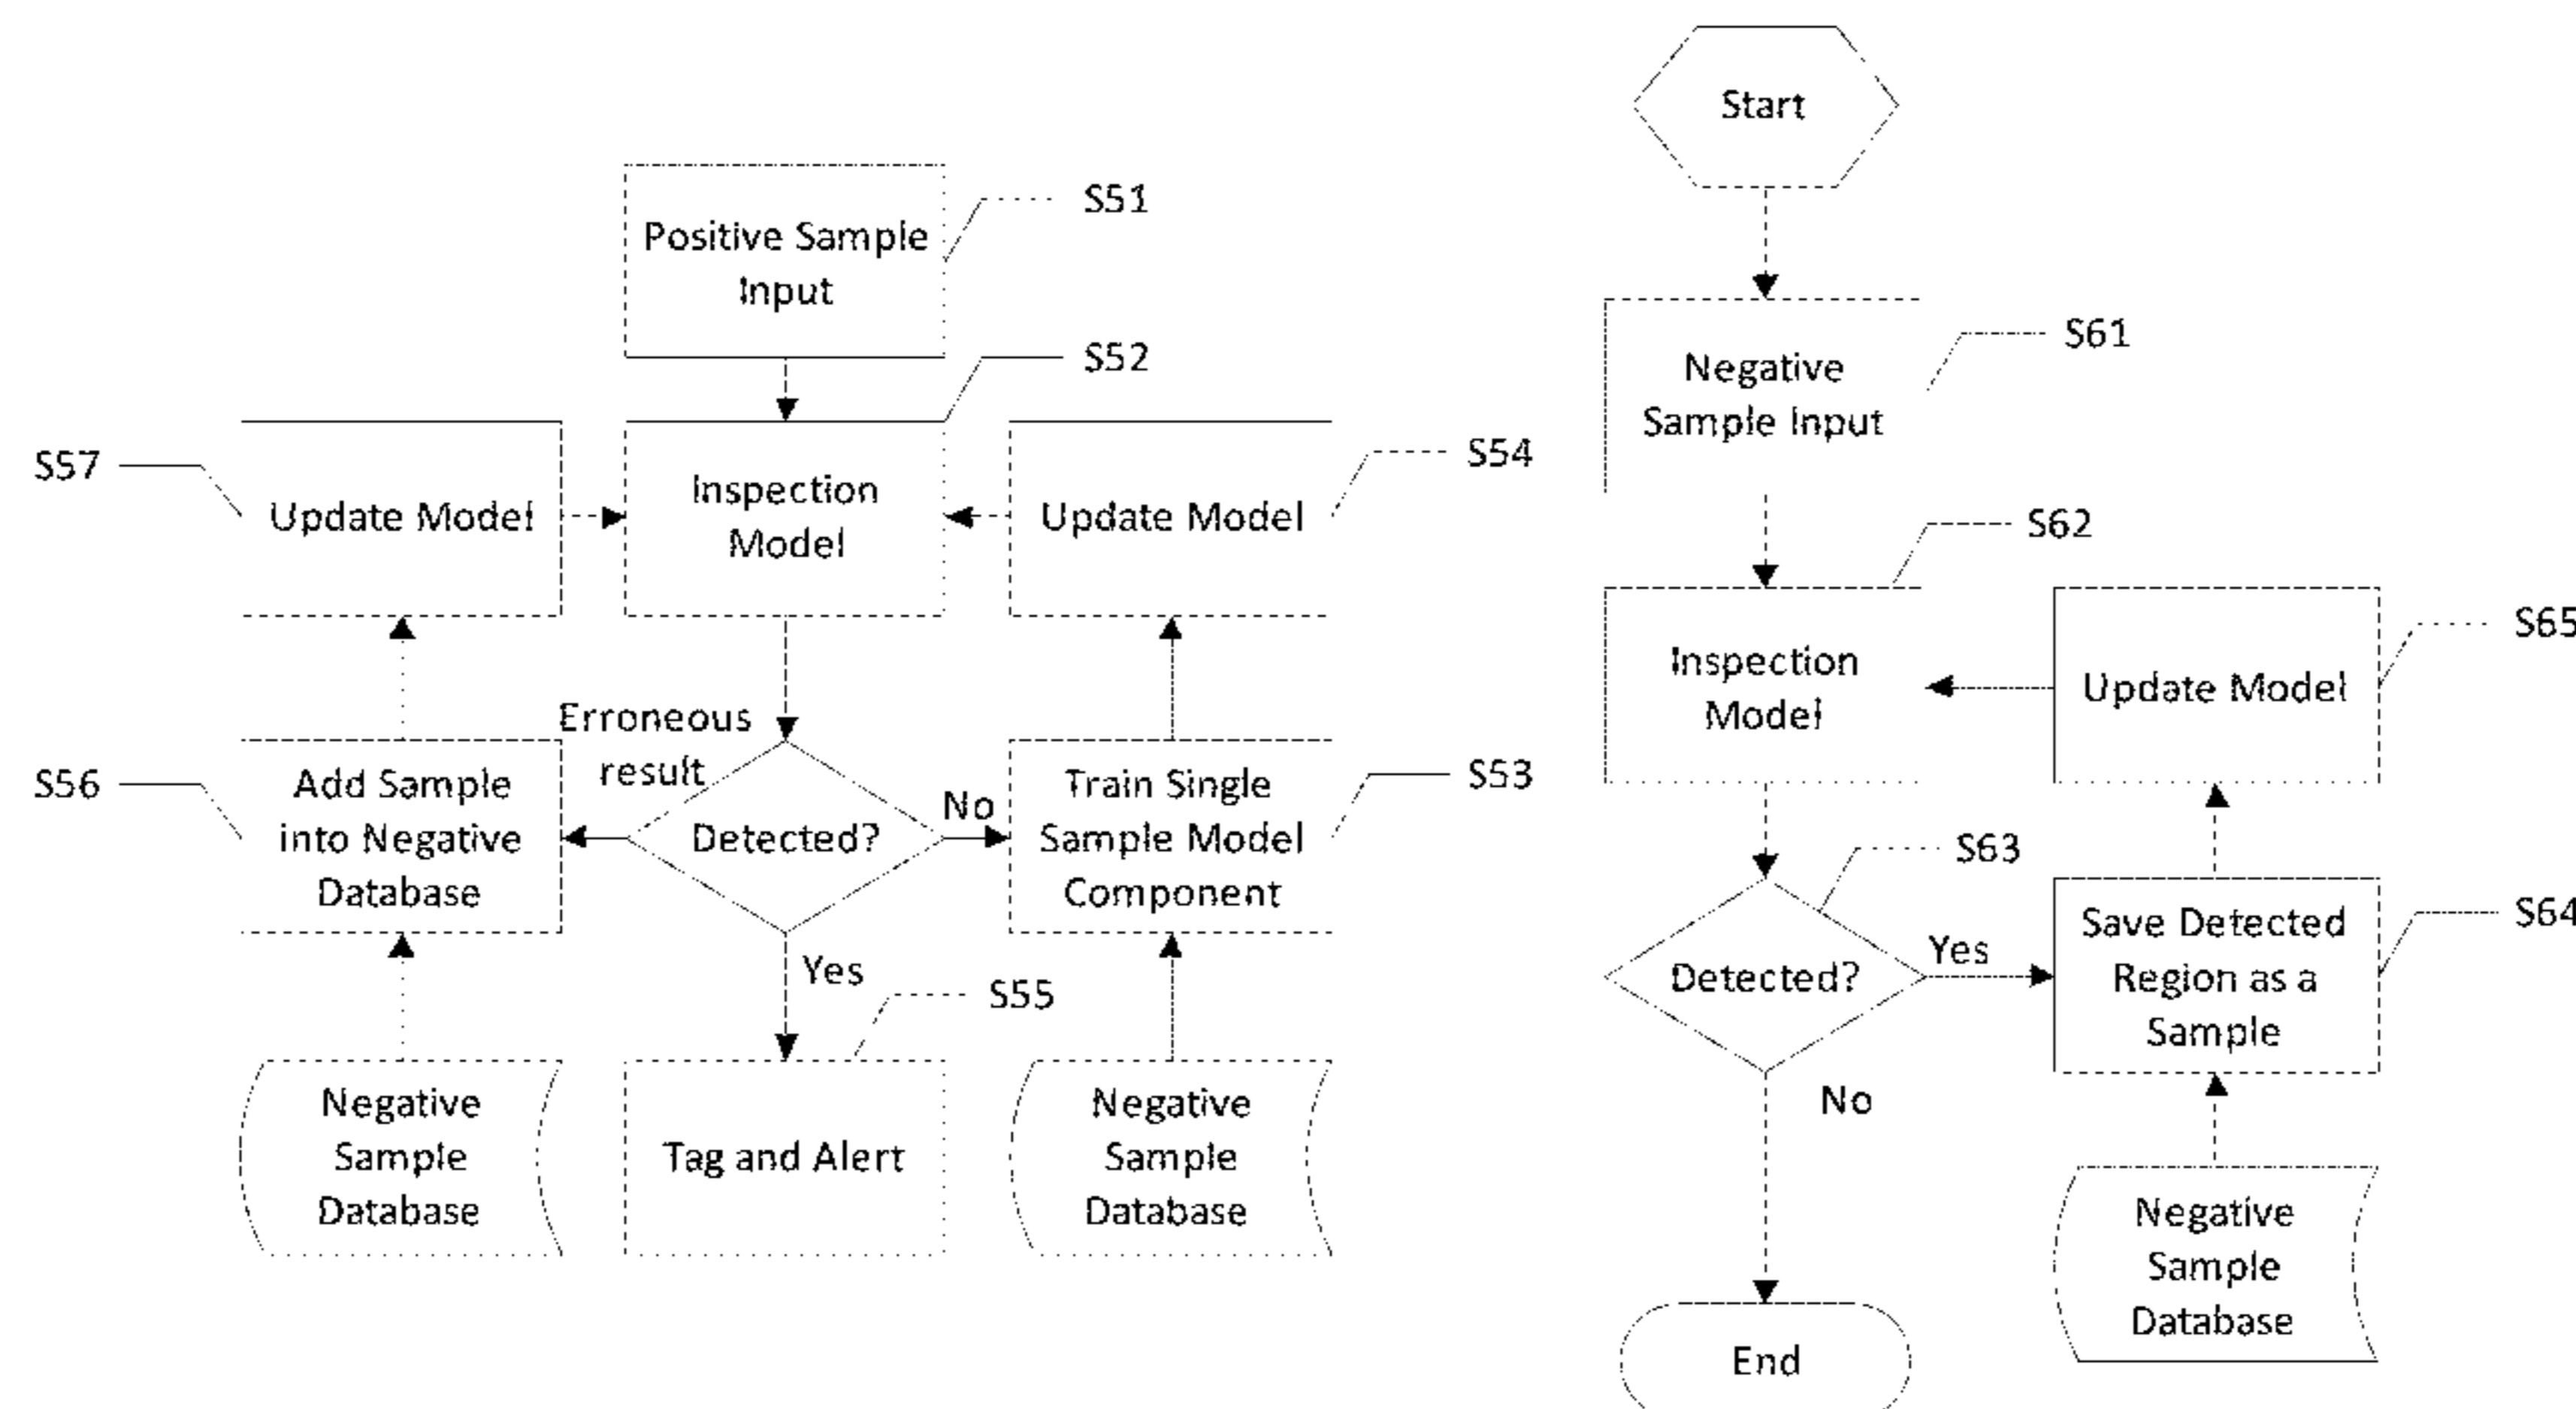 Positive Sample
Input
S51
S52
S57
Update Model
Inspection
Model
Update Model
S54
Erroneous
result
S56
Add Sample
into Negative
Database
Detected?
No
Train Single
Sample Model
Component
S53
Yes
S55
Negative
Sample
Database
Tag and Alert
Negative
Sample
Database
Start
Negative
Sample Input
S61
S62
Inspection
Model
Update Model
S65
S63
Detected?
Yes
Save Detected
Region as a
Sample
S64
No
Negative
Sample
Database
End